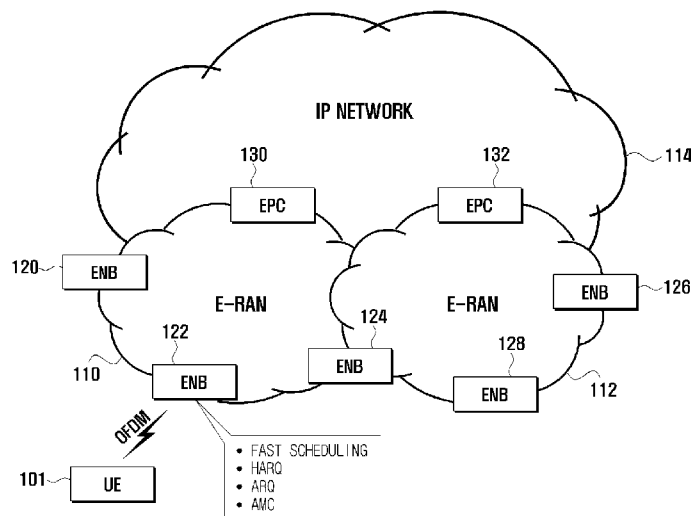 IP NETWORK
114
130
132
EPC
EPC
120
ENB
E-RAN
E-RAN
ENB
126
122
124
110
ENB
ENB
128
ENB
112
OFDM
• FAST SCHEDULING
• HARQ
• ARQ
• AMC
101
UE